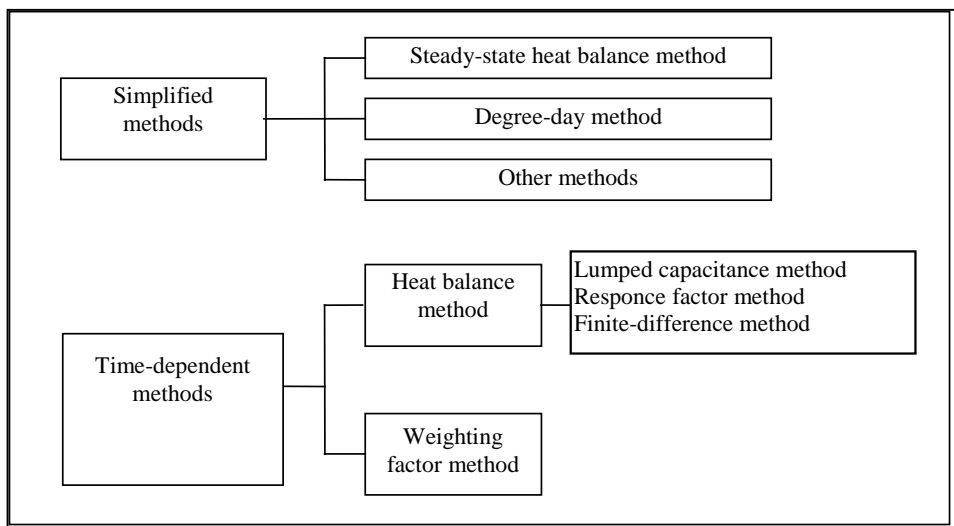 Simplified
methods
Steady-state heat balance method
Degree-day method
Other methods
Time-dependent
methods
Heat balance
method
Lumped capacitance method
Responce factor method
Finite-difference method
Weighting
factor method